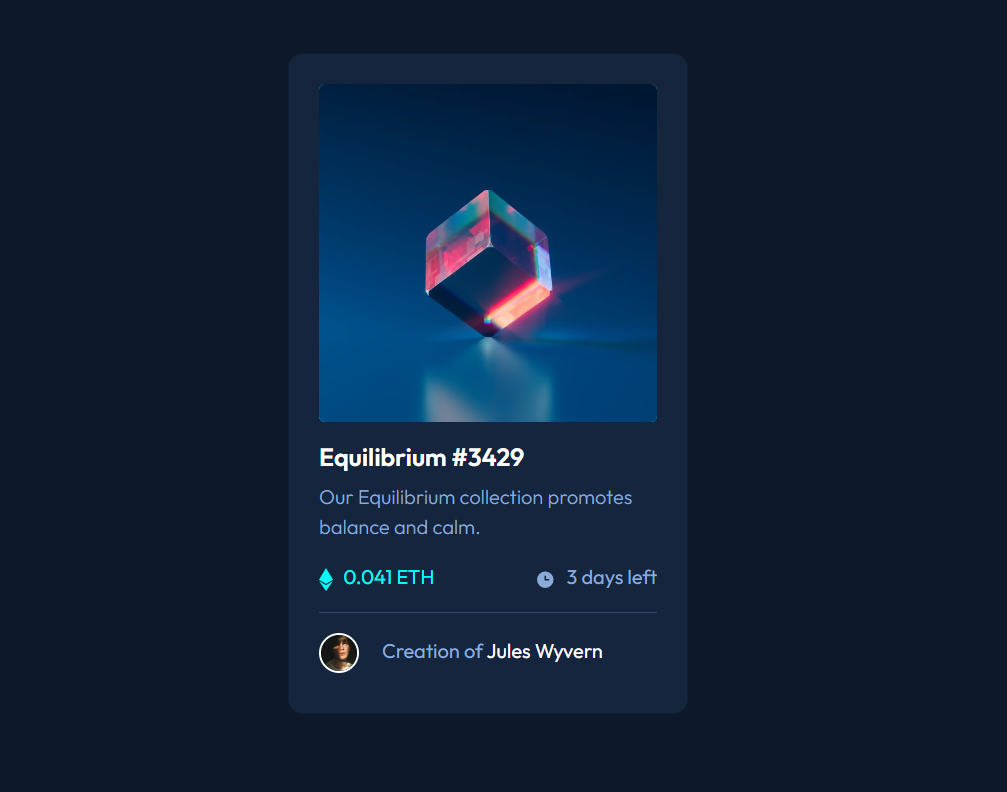 Equilibrium #3429
Our Equilibrium collection promotes
balance and calm.
0.041 ETH
3 days left
Creation of Jules Wyvern